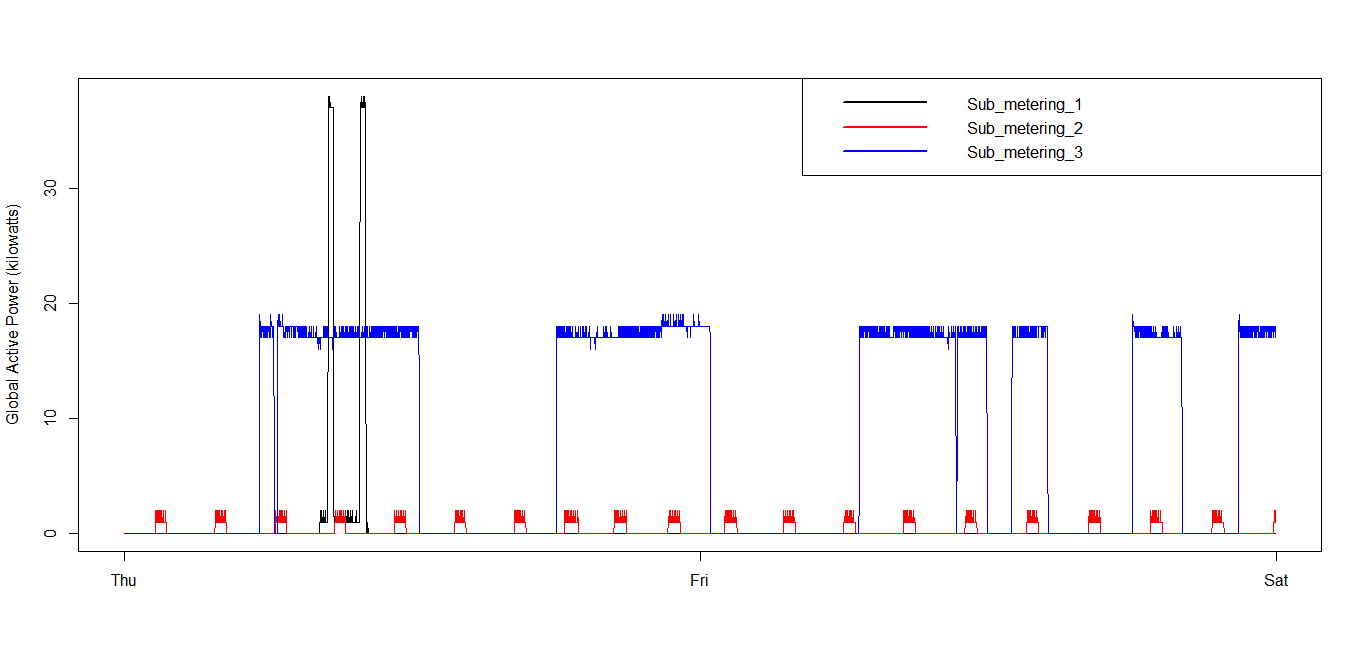 Sub_metering_1
Sub_metering_2
Sub_metering_3
Global Active Power (kilowatts)
30
20
10
0
Thu Fri Sat